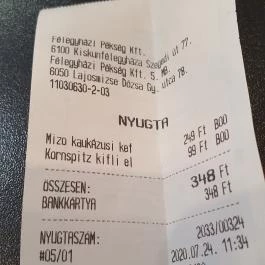 Félegyházi Pékség Kft.
6100 Kiskunfélegyháza Szegedi út 77.
Félegyházi Pékség Kft. 5. Mb.
6050 Lajosmizse Dózsa Gy. utca 78.
11030630-2-03
NYUGTA
Mizo kaukázusi kef 249 Ft B00
Kornspitz kifli el 99 Ft B00
ÖSSZESEN: 348 Ft
BANKKÁRTYA 348 Ft
NYUGTASZÁM: 2033/00324
#05/01 2020.07.24. 11:34